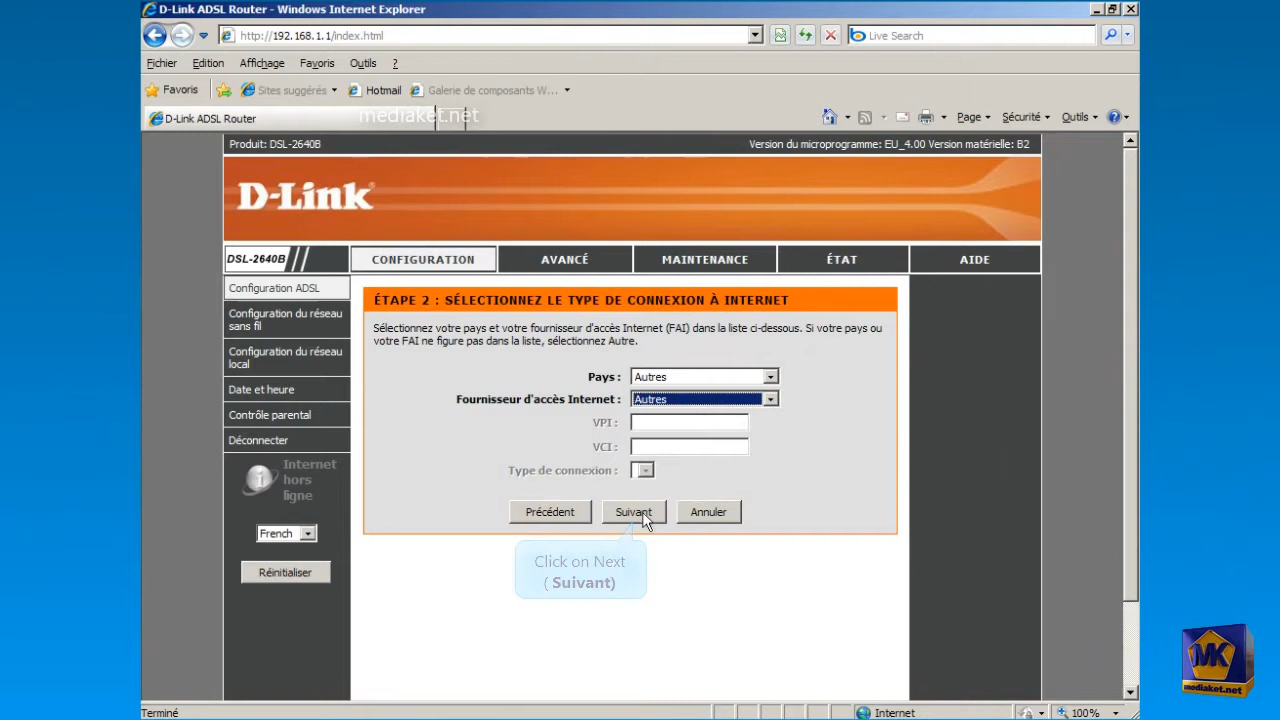 D-Link ADSL Router - Windows Internet Explorer
http://192.168.1.1/index.html
Live Search
Fichier Edition Affichage Favoris Outils ?
Favoris Sites suggérés Hotmail Galerie de composants W...
D-Link ADSL Router
mediaket.net
Page Sécurité Outils
Produit: DSL-2640B
Version du microprogramme: EU_4.00 Version matérielle: B2
D-Link®
DSL-2640B
CONFIGURATION AVANCÉ MAINTENANCE ÉTAT AIDE
Configuration ADSL
Configuration du réseau
sans fil
Configuration du réseau
local
Date et heure
Contrôle parental
Déconnecter
Internet
hors
ligne
French
Réinitialiser
ÉTAPE 2 : SÉLECTIONNEZ LE TYPE DE CONNEXION À INTERNET
Sélectionnez votre pays et votre fournisseur d'accès Internet (FAI) dans la liste ci-dessous. Si votre pays ou
votre FAI ne figure pas dans la liste, sélectionnez Autre.
Pays : Autres
Fournisseur d'accès Internet : Autres
VPI :
VCI :
Type de connexion :
Précédent Suivant Annuler
Click on Next
( Suivant)
MK
mediaket.net
Terminé
Internet
100%